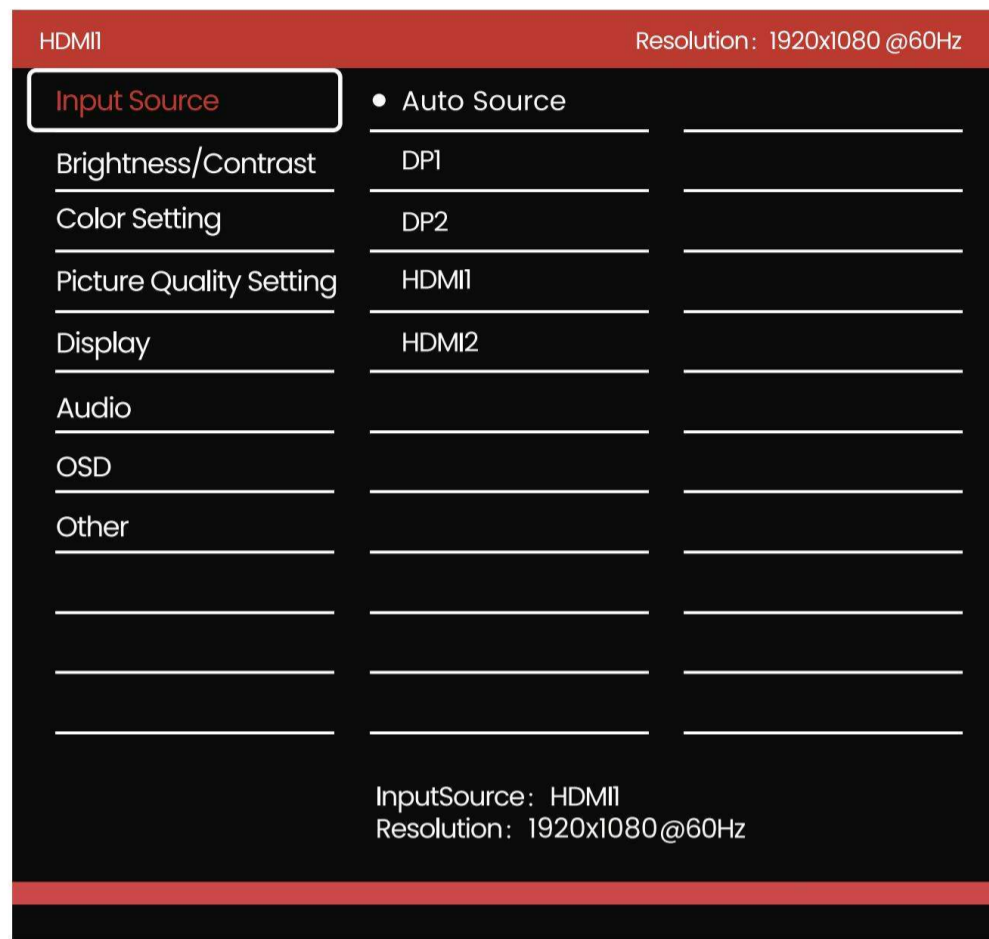 HDMI1 Resolution: 1920x1080 @60Hz
Input Source
Brightness/Contrast
Color Setting
Picture Quality Setting
Display
Audio
OSD
Other
Auto Source
DP1
DP2
HDMI1
HDMI2
InputSource: HDMI1
Resolution: 1920x1080@60Hz